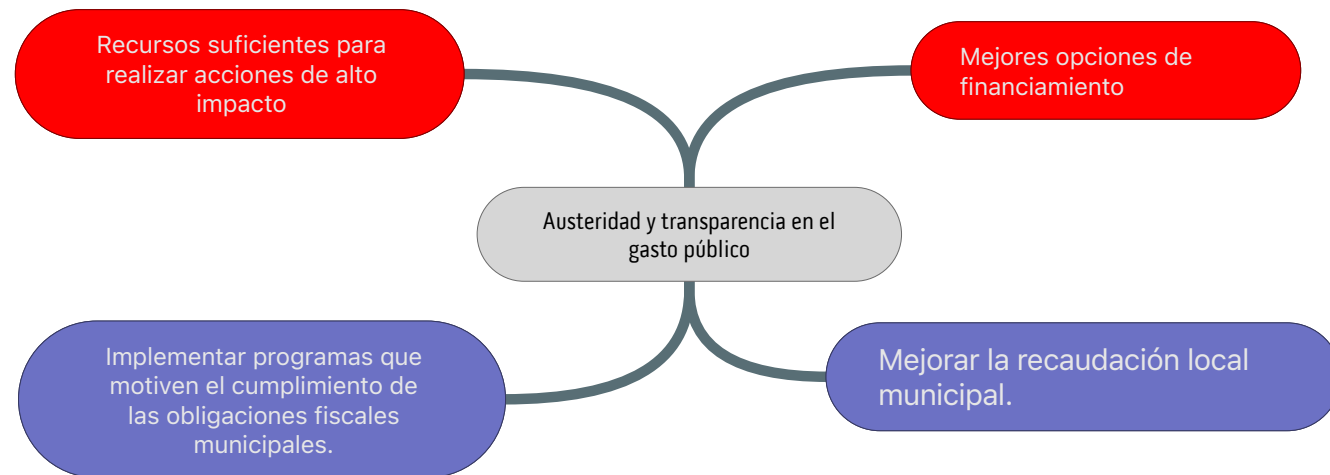 Recursos suficientes para
realizar acciones de alto
impacto
Mejores opciones de
financiamiento
Austeridad y transparencia en el
gasto público
Implementar programas que
motiven el cumplimiento de
las obligaciones fiscales
municipales.
Mejorar la recaudación local
municipal.